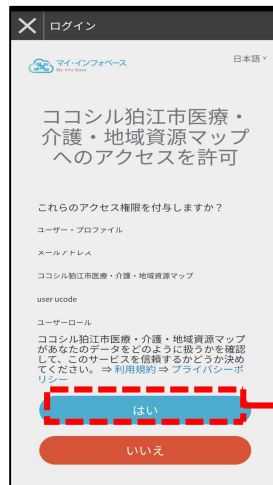 ログイン
マイ・インフォベース
My Info Base
日本語
ココシル狛江市医療・
介護・地域資源マップ
へのアクセスを許可
これらのアクセス権限を付与しますか？
ユーザー・プロファイル
メールアドレス
ココシル狛江市医療・介護・地域資源マップ
user ucode
ユーザーロール
ココシル狛江市医療・介護・地域資源マップ
があなたのデータをどのように扱うかを確認
して、このサービスを信頼するかどうか決め
てください。 ⇒ 利用規約 ⇒ プライバシーポ
リシー
はい
いいえ